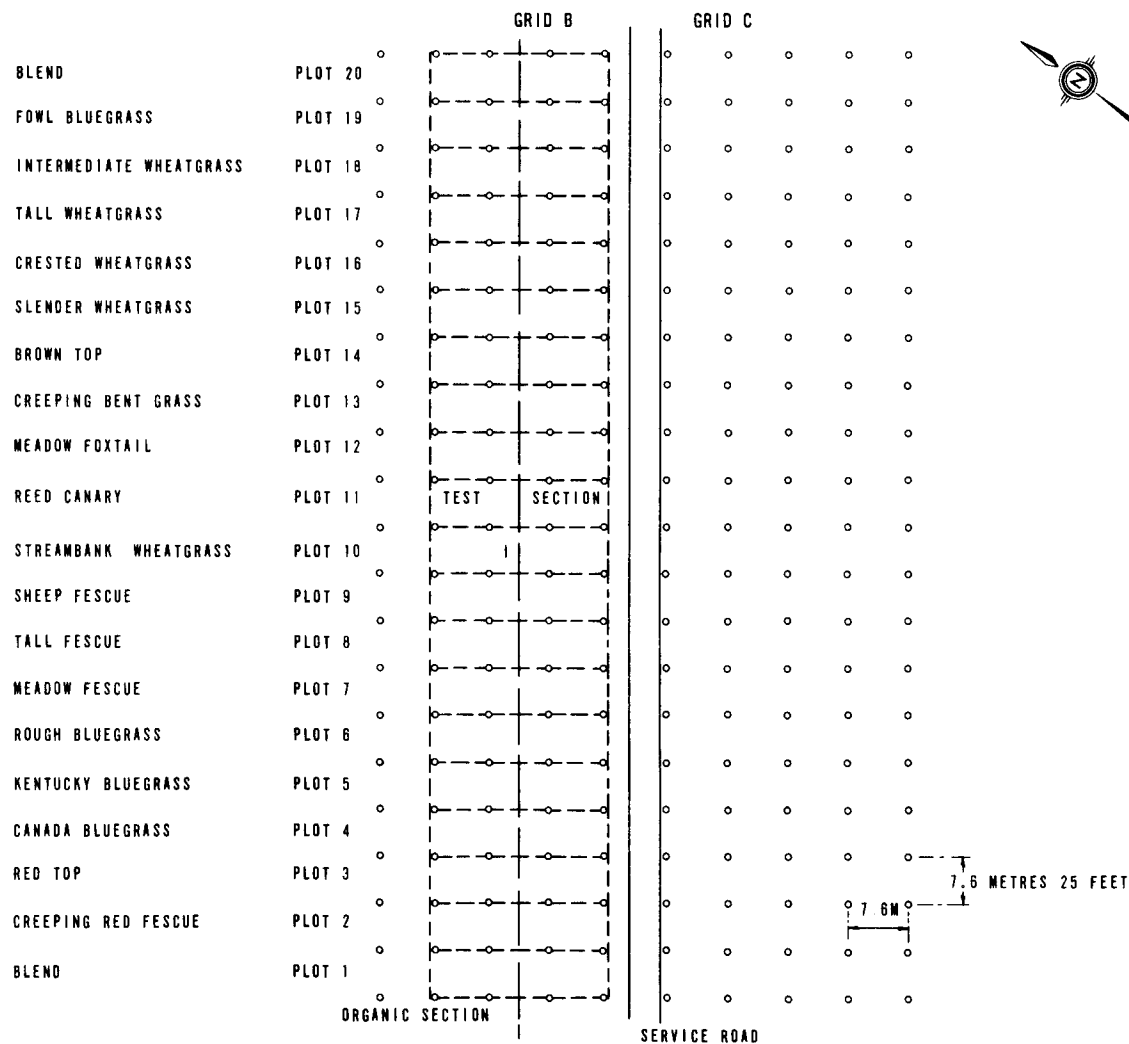 GRID B GRID C
N
BLEND PLOT 20
FOWL BLUEGRASS PLOT 19
INTERMEDIATE WHEATGRASS PLOT 18
TALL WHEATGRASS PLOT 17
CRESTED WHEATGRASS PLOT 16
SLENDER WHEATGRASS PLOT 15
BROWN TOP PLOT 14
CREEPING BENT GRASS PLOT 13
MEADOW FOXTAIL PLOT 12
REED CANARY PLOT 11 TEST SECTION
STREAMBANK WHEATGRASS PLOT 10 1
SHEEP FESCUE PLOT 9
TALL FESCUE PLOT 8
MEADOW FESCUE PLOT 7
ROUGH BLUEGRASS PLOT 6
KENTUCKY BLUEGRASS PLOT 5
CANADA BLUEGRASS PLOT 4
RED TOP PLOT 3
7.6 METRES 25 FEET
CREEPING RED FESCUE PLOT 2 7.6M
BLEND PLOT 1
ORGANIC SECTION
SERVICE ROAD